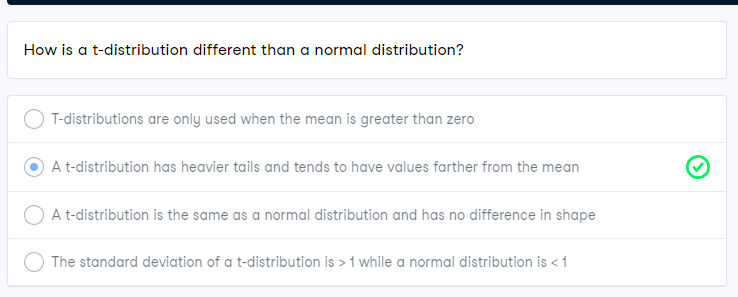 How is a t-distribution different than a normal distribution?
T-distributions are only used when the mean is greater than zero
A t-distribution has heavier tails and tends to have values farther from the mean
A t-distribution is the same as a normal distribution and has no difference in shape
The standard deviation of a t-distribution is > 1 while a normal distribution is < 1